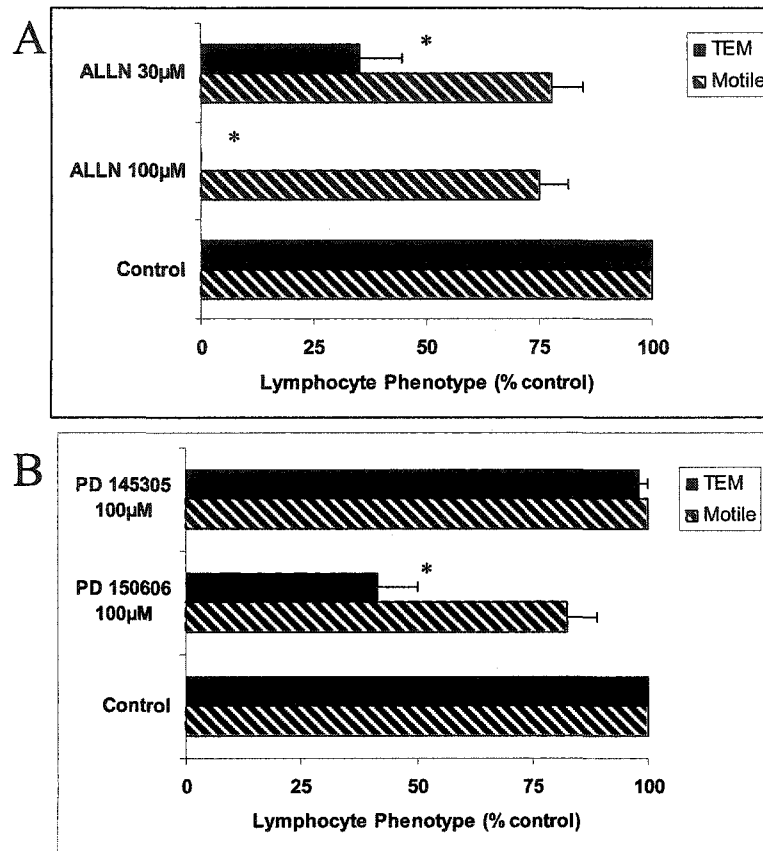 A
TEM
Motile
ALLN 30µM
*
ALLN 100µM
*
Control
0 25 50 75 100
Lymphocyte Phenotype (% control)
B
TEM
Motile
PD 145305
100µM
PD 150606
100µM
*
Control
0 25 50 75 100
Lymphocyte Phenotype (% control)